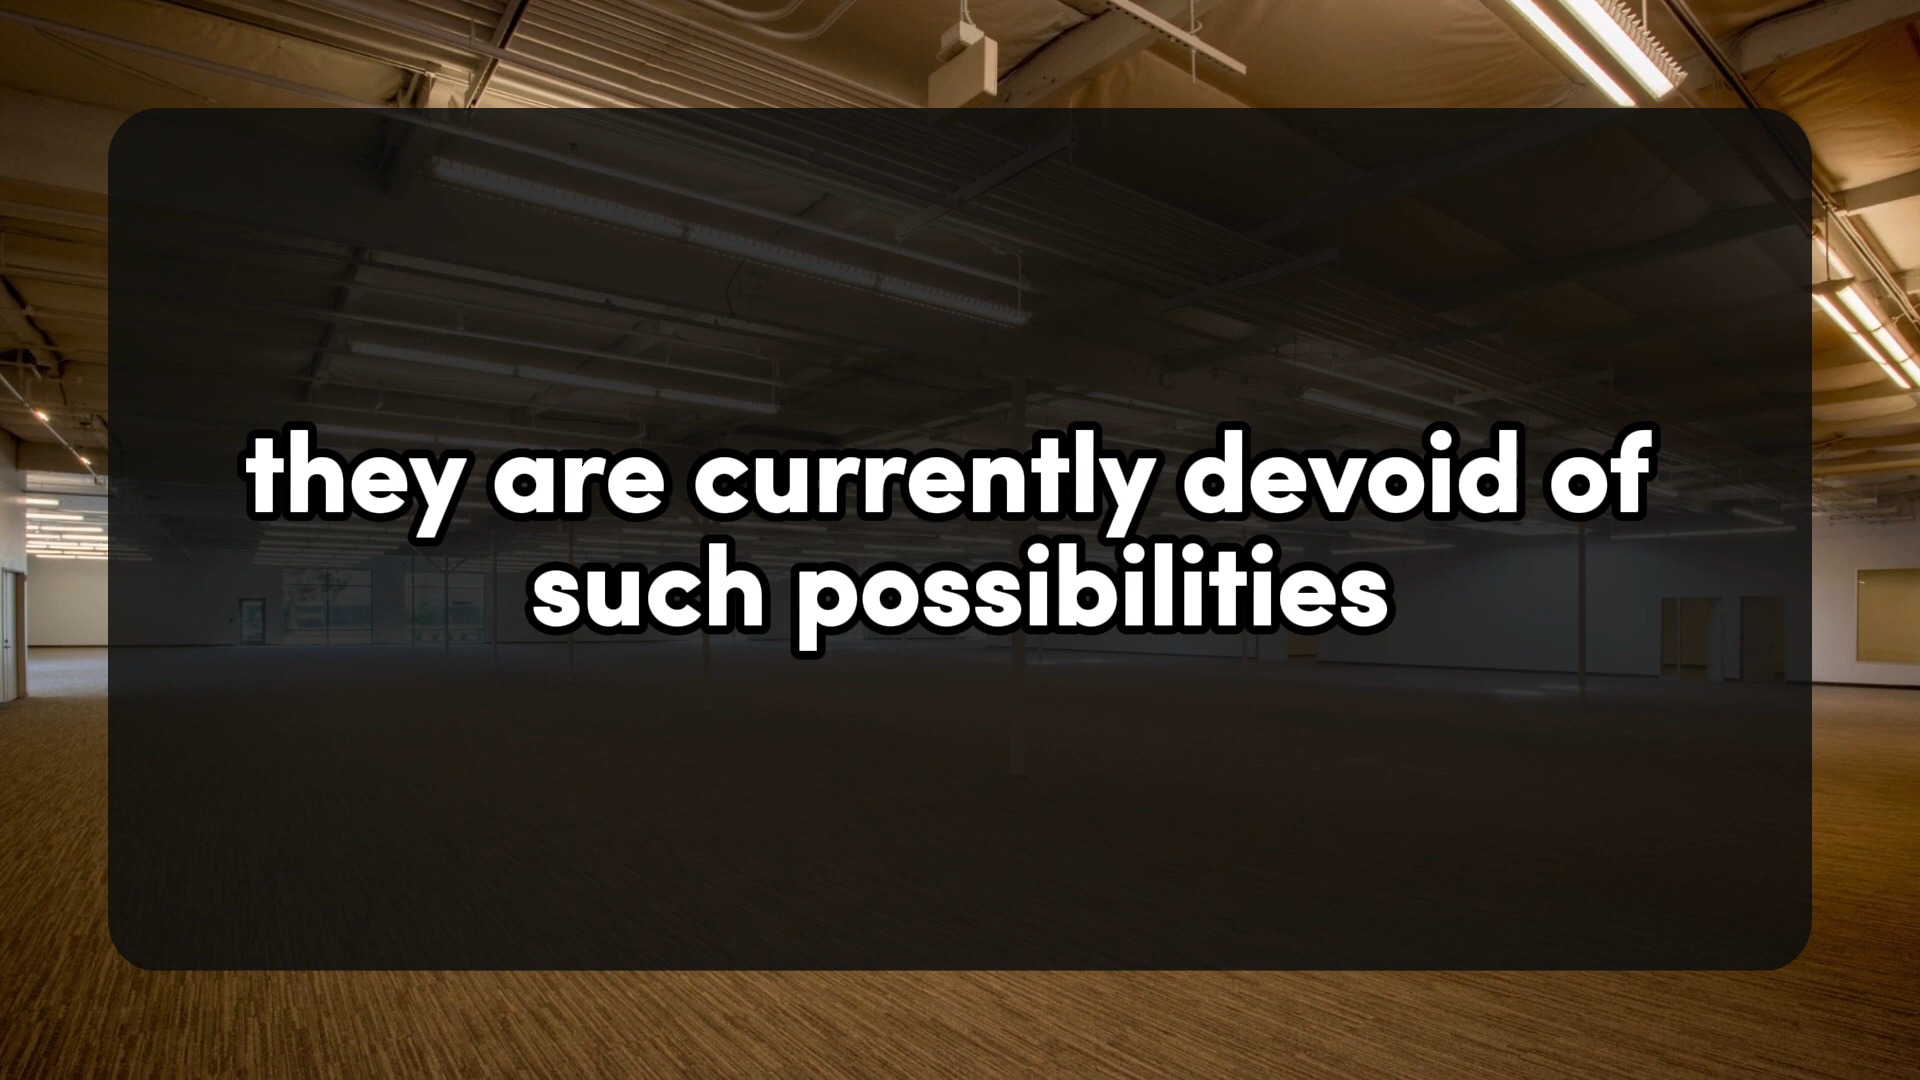 they are currently devoid of
such possibilities